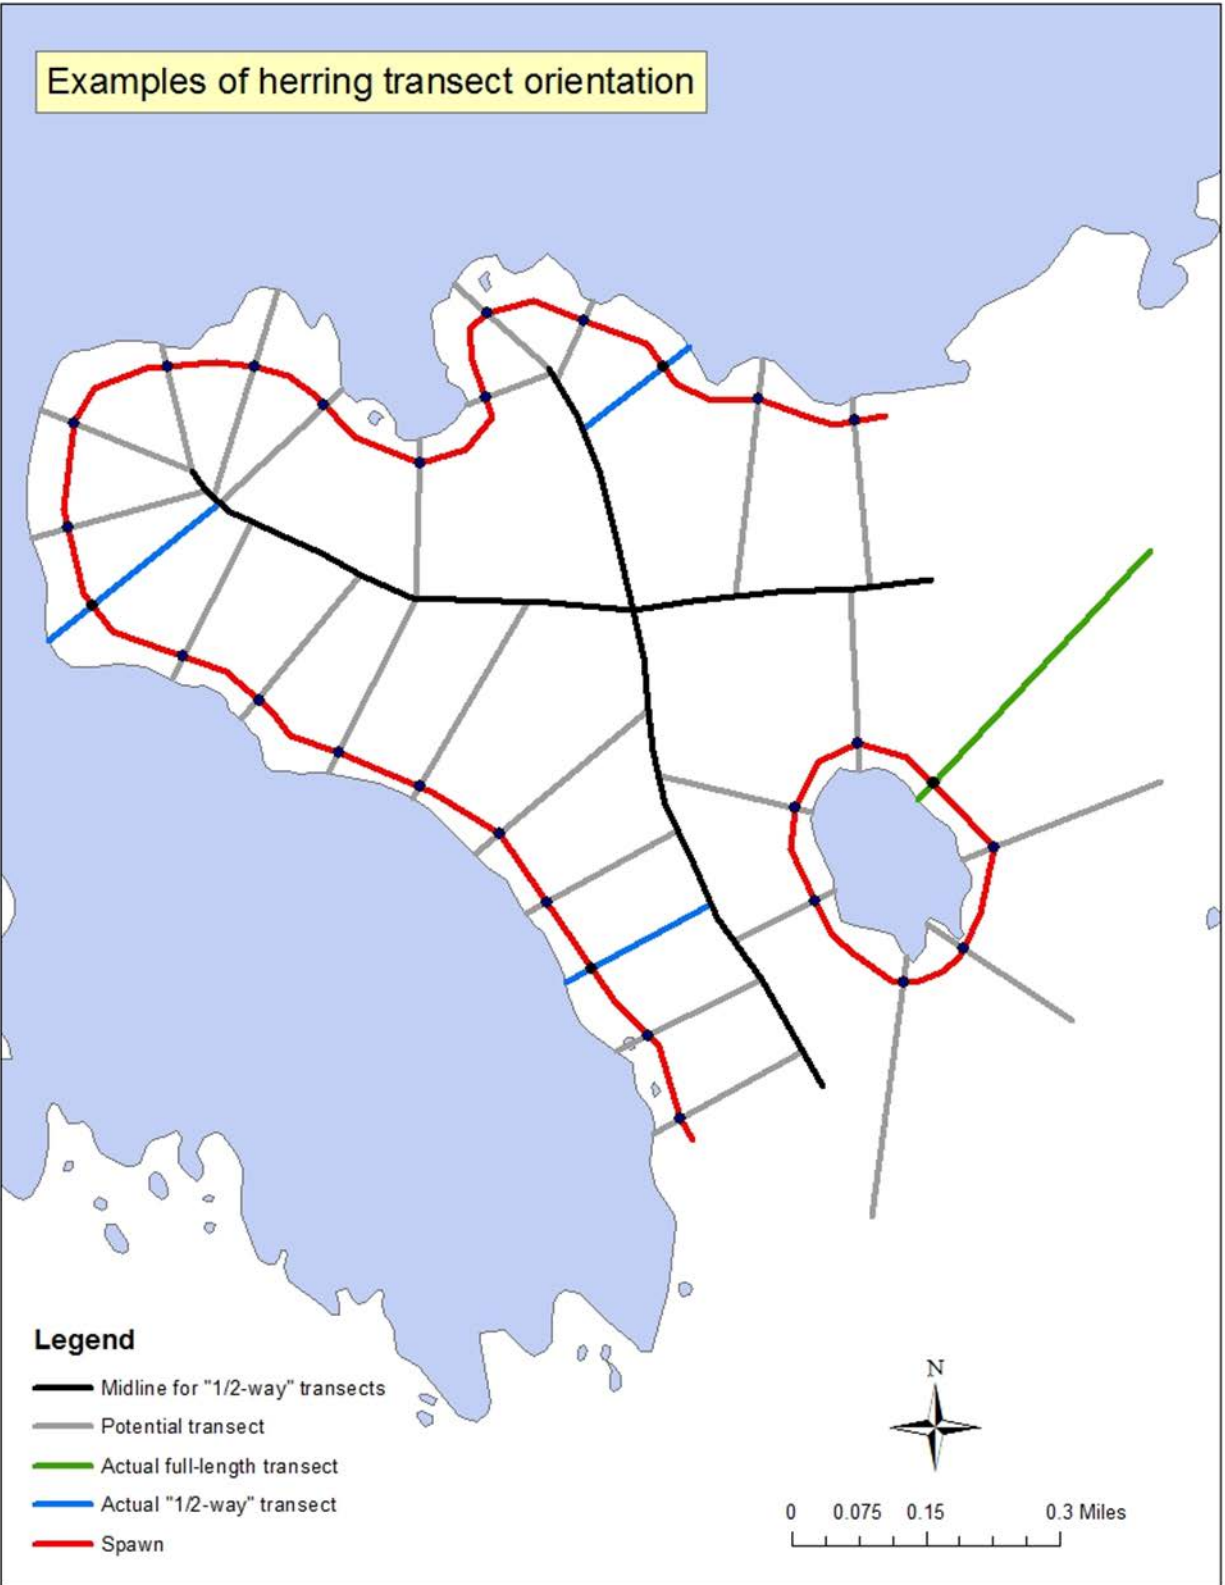 Examples of herring transect orientation
N
Legend
Midline for "1/2-way" transects
Potential transect
Actual full-length transect
Actual "1/2-way" transect
Spawn
0 0.075 0.15 0.3 Miles